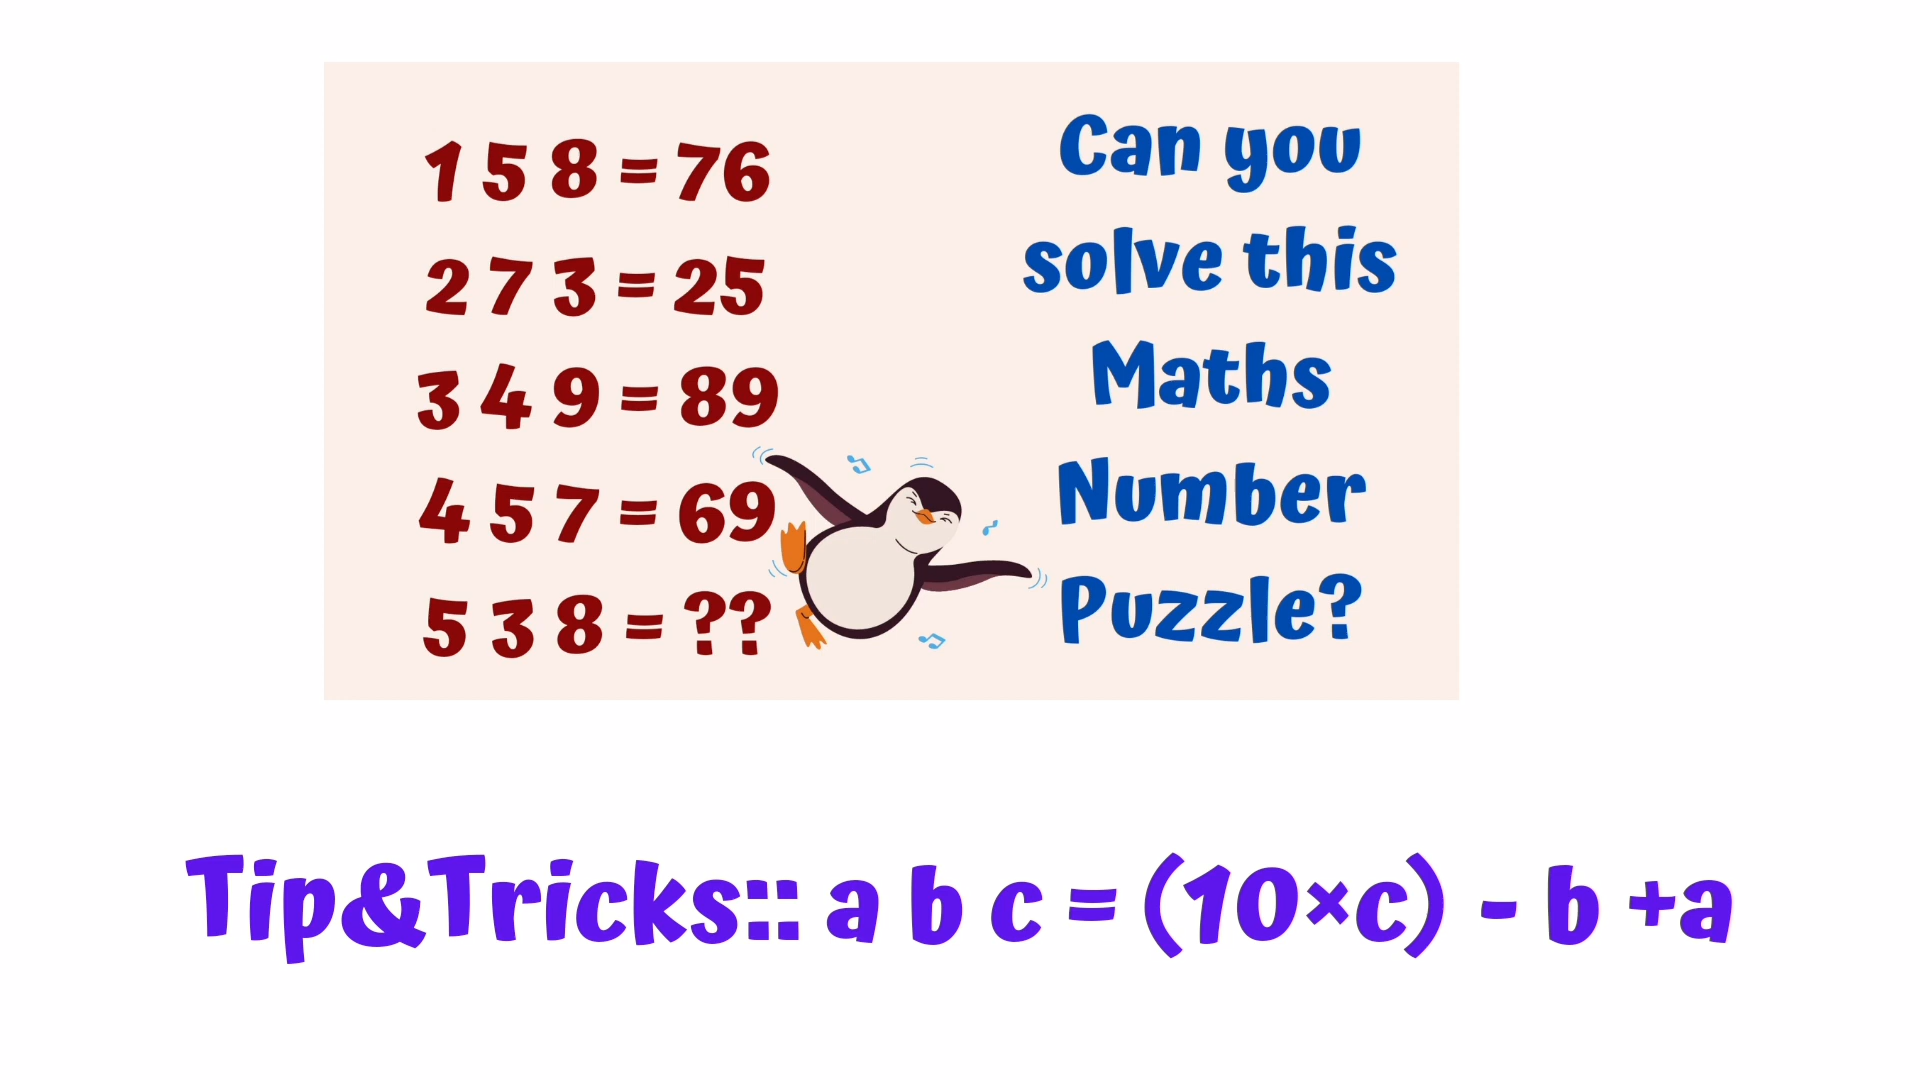 1 5 8 = 76
2 7 3 = 25
3 4 9 = 89
4 5 7 = 69
5 3 8 = ??
Can you
solve this
Maths
Number
Puzzle?
Tip&Tricks:: a b c = (10×c) - b +a